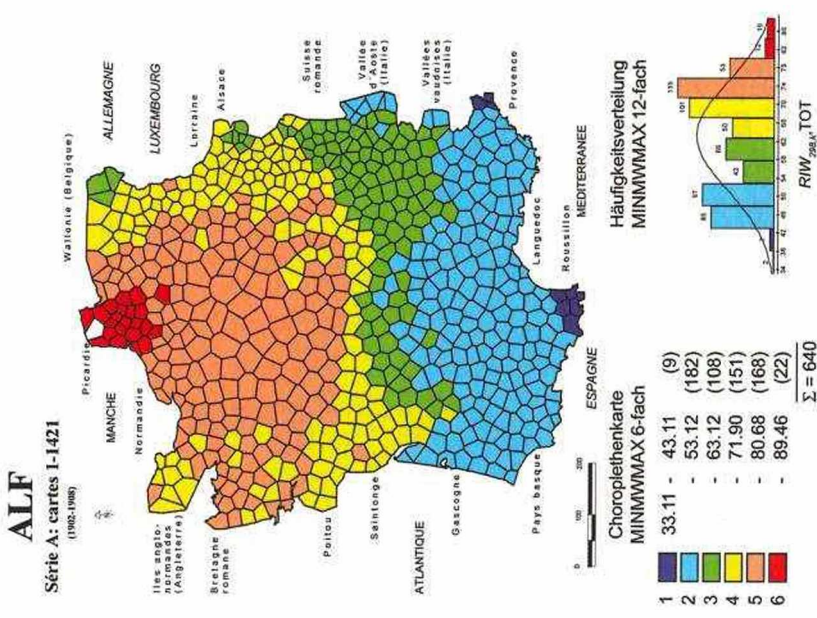 ALF
Série A: cartes 1-1421
(1902-1908)
Wallonie (Belgique)
ALLEMAGNE
LUXEMBOURG
Lorraine
Alsace
Suisse
romande
Vallée
d'Aoste
(Italie)
Vallées
vaudoises
(Italie)
Provence
Picardie
MANCHE
Normandie
Iles anglo-
normandes
(Angleterre)
Bretagne
romane
Poitou
Saintonge
ATLANTIQUE
Gascogne
Pays basque
ESPAGNE
Roussillon
Languedoc
MEDITERRANEE
0 100 200
Choroplethenkarte
MINMWMAX 6-fach
1 33.11 - 43.11 (9)
2 - 53.12 (182)
3 - 63.12 (108)
4 - 71.90 (151)
5 - 80.68 (168)
6 - 89.46 (22)
Σ = 640
Häufigkeitsverteilung
MINMWMAX 12-fach